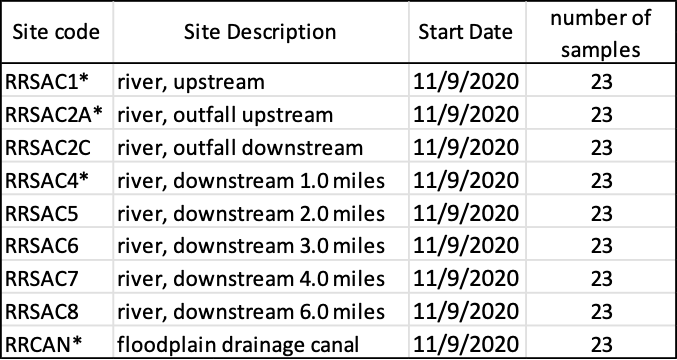 Site code Site Description Start Date number of samples
RRSAC1* river, upstream 11/9/2020 23
RRSAC2A* river, outfall upstream 11/9/2020 23
RRSAC2C river, outfall downstream 11/9/2020 23
RRSAC4* river, downstream 1.0 miles 11/9/2020 23
RRSAC5 river, downstream 2.0 miles 11/9/2020 23
RRSAC6 river, downstream 3.0 miles 11/9/2020 23
RRSAC7 river, downstream 4.0 miles 11/9/2020 23
RRSAC8 river, downstream 6.0 miles 11/9/2020 23
RRCAN* floodplain drainage canal 11/9/2020 23